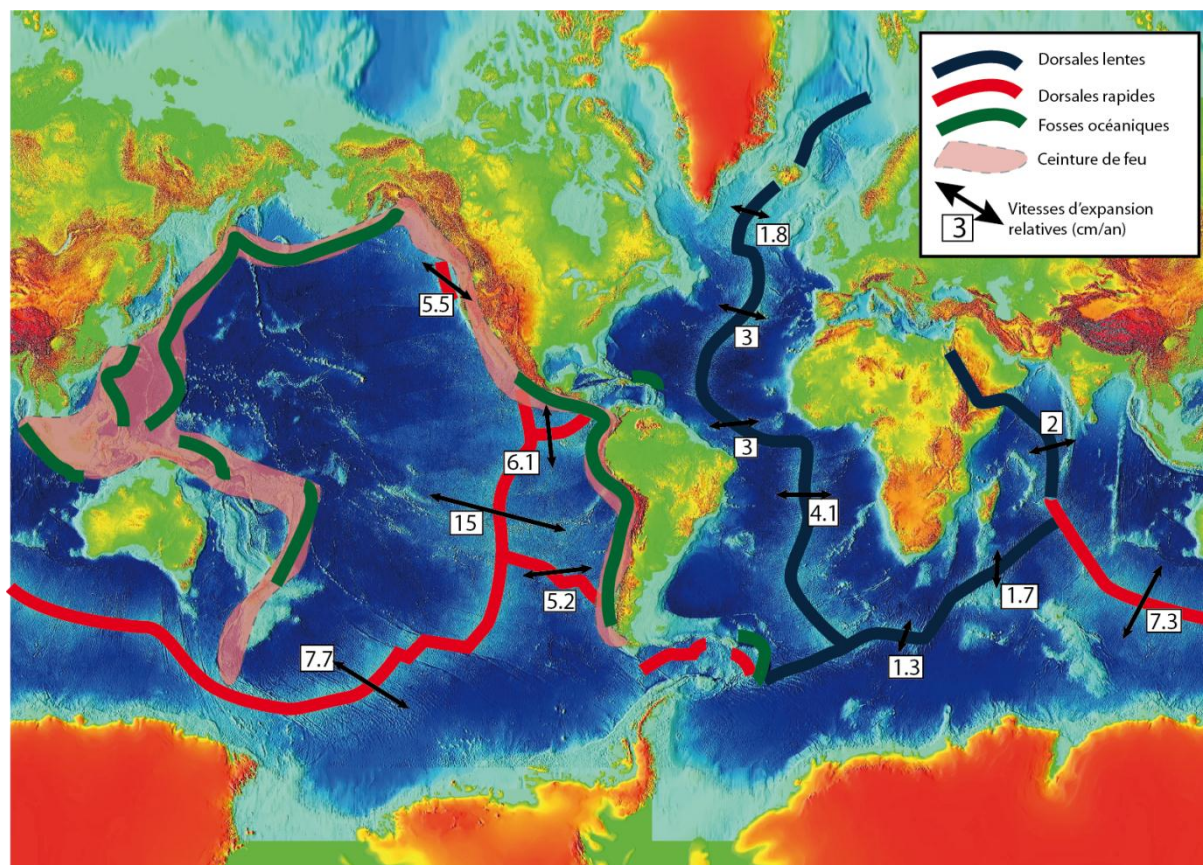 Dorsales lentes
Dorsales rapides
Fosses océaniques
Ceinture de feu
3
Vitesses d'expansion
relatives (cm/an)
1.8
5.5
3
3
2
6.1
15
4.1
5.2
1.7
7.3
7.7
1.3